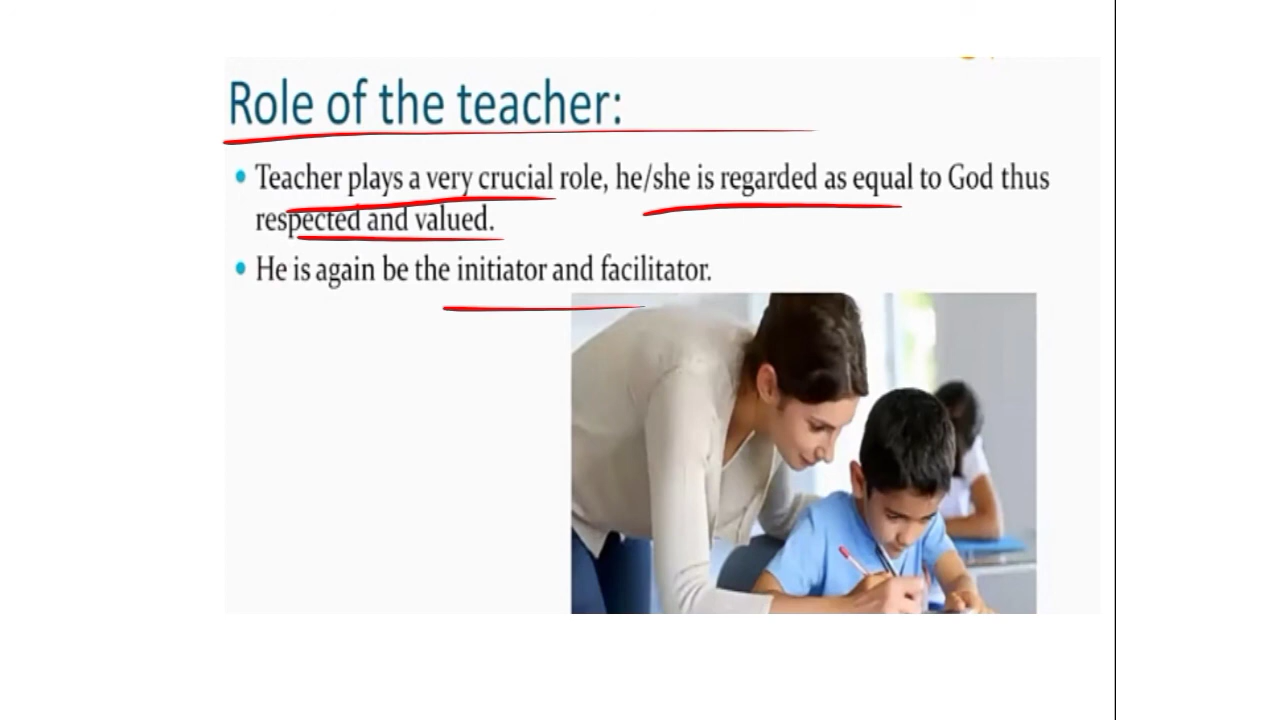 Role of the teacher:
• Teacher plays a very crucial role, he/she is regarded as equal to God thus
respected and valued.
• He is again be the initiator and facilitator.